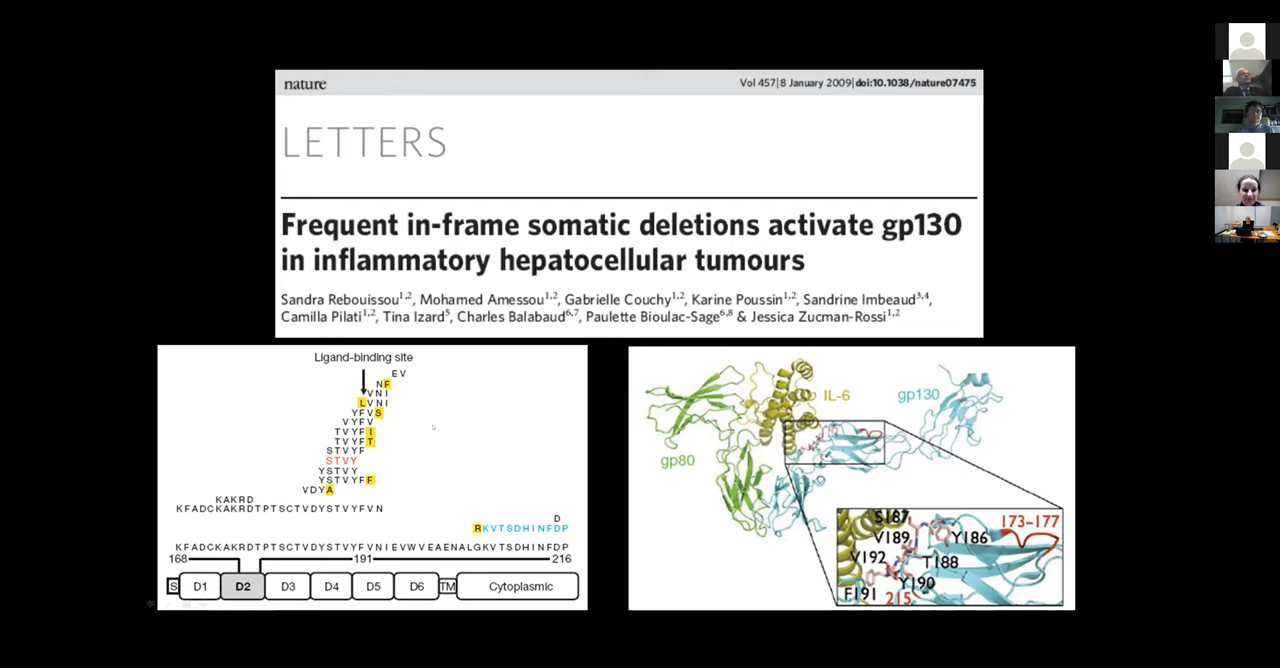 nature
Vol 457|8 January 2009|doi:10.1038/nature07475
LETTERS
Frequent in-frame somatic deletions activate gp130
in inflammatory hepatocellular tumours
Sandra Rebouissou1,2, Mohamed Amessou1,2, Gabrielle Couchy1,2, Karine Poussin1,2, Sandrine Imbeaud3,4,
Camilla Pilati1,2, Tina Izard5, Charles Balabaud6,7, Paulette Bioulac-Sage6,8 & Jessica Zucman-Rossi1,2
Ligand-binding site
EV
NF
VNI
LVNI
YFVS
VYFV
TVYFI
TVYFT
STVYF
STVY
YSTVY
YSTVYFF
VDYA
KAKRD
KFADCKAKRDTPTSCTVDYSTVYFVN
D
RKVTSDHINFDP
KFADCKAKRDTPTSCTVDYSTVYFVNIEVWVEAENALGKVTSDHINFDP
168 191 216
S D1 D2 D3 D4 D5 D6 TM Cytoplasmic
IL-6
gp130
gp80
S187
173–177
V189
Y186
V192
T188
Y190
F191
215